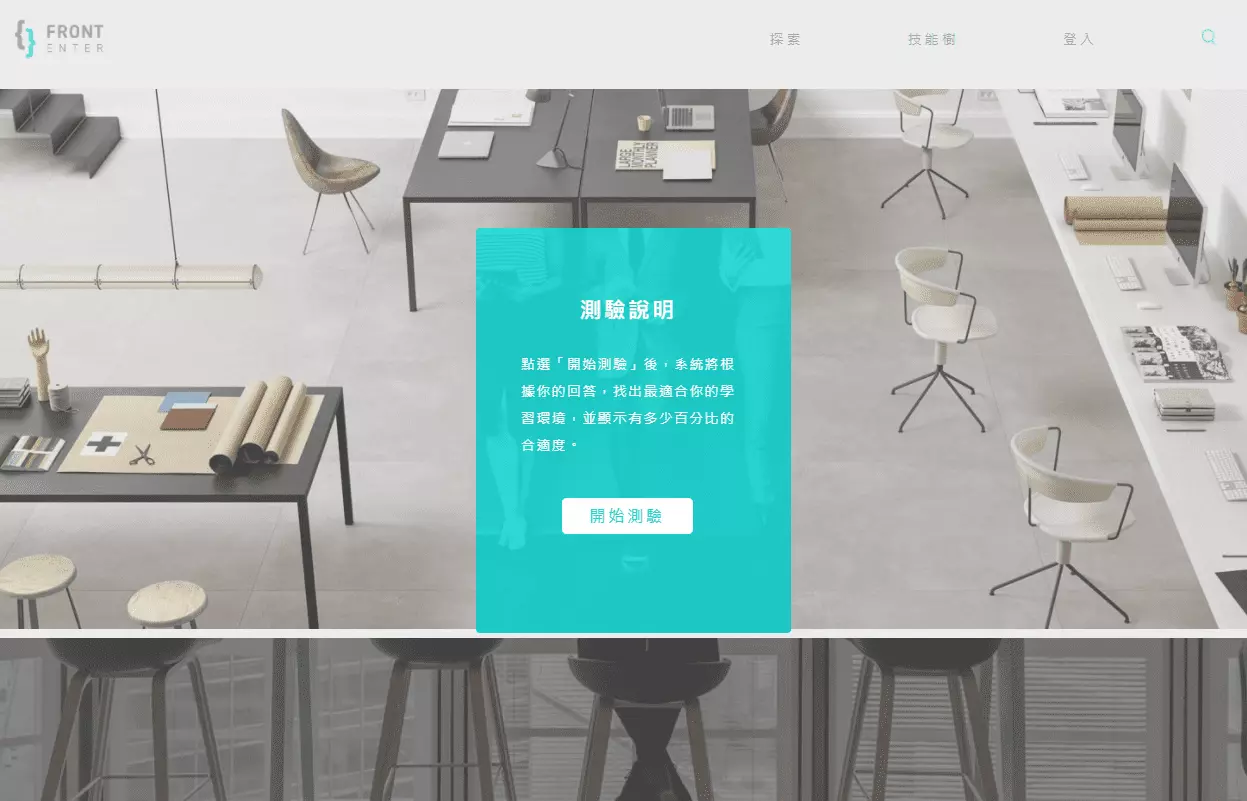 FRONT
ENTER
探索
技能樹
登入
LARGE
MONTHLY
PLANNER
測驗說明
點選「開始測驗」後，系統將根
據你的回答，找出最適合你的學
習環境，並顯示有多少百分比的
合適度。
開始測驗